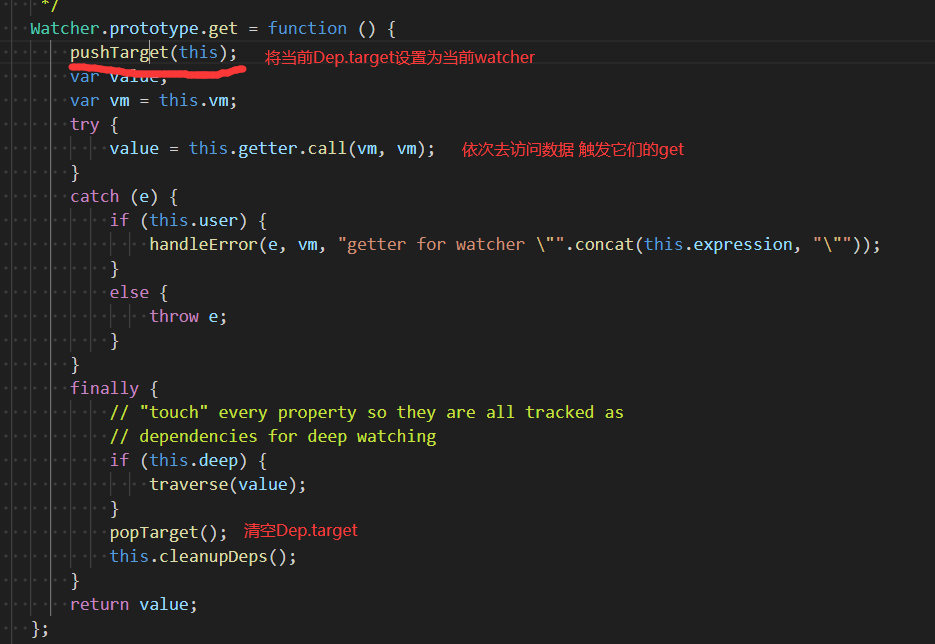 */
Watcher.prototype.get = function () {
pushTarget(this); 将当前Dep.target设置为当前watcher
var value;
var vm = this.vm;
try {
value = this.getter.call(vm, vm); 依次去访问数据 触发它们的get
}
catch (e) {
if (this.user) {
handleError(e, vm, "getter for watcher \"".concat(this.expression, "\""));
}
else {
throw e;
}
}
finally {
// "touch" every property so they are all tracked as
// dependencies for deep watching
if (this.deep) {
traverse(value);
}
popTarget(); 清空Dep.target
this.cleanupDeps();
}
return value;
};